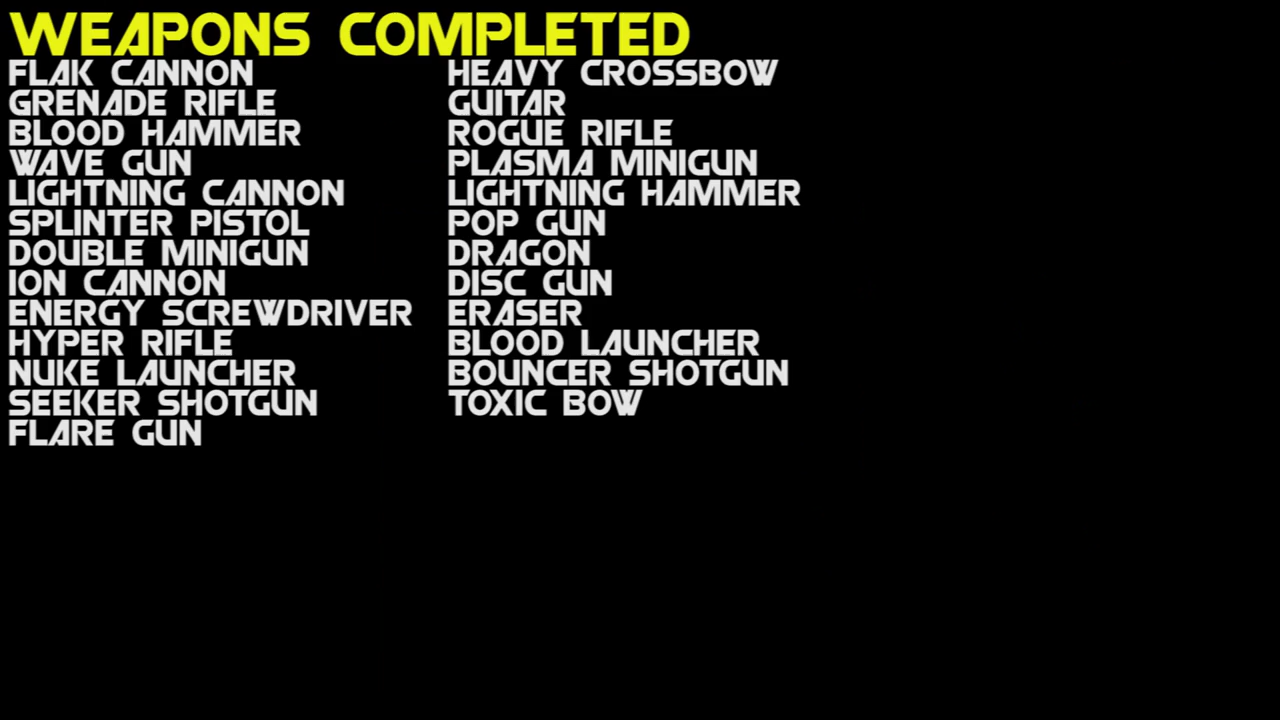 WEAPONS COMPLETED
FLAK CANNON
GRENADE RIFLE
BLOOD HAMMER
WAVE GUN
LIGHTNING CANNON
SPLINTER PISTOL
DOUBLE MINIGUN
ION CANNON
ENERGY SCREWDRIVER
HYPER RIFLE
NUKE LAUNCHER
SEEKER SHOTGUN
FLARE GUN
HEAVY CROSSBOW
GUITAR
ROGUE RIFLE
PLASMA MINIGUN
LIGHTNING HAMMER
POP GUN
DRAGON
DISC GUN
ERASER
BLOOD LAUNCHER
BOUNCER SHOTGUN
TOXIC BOW